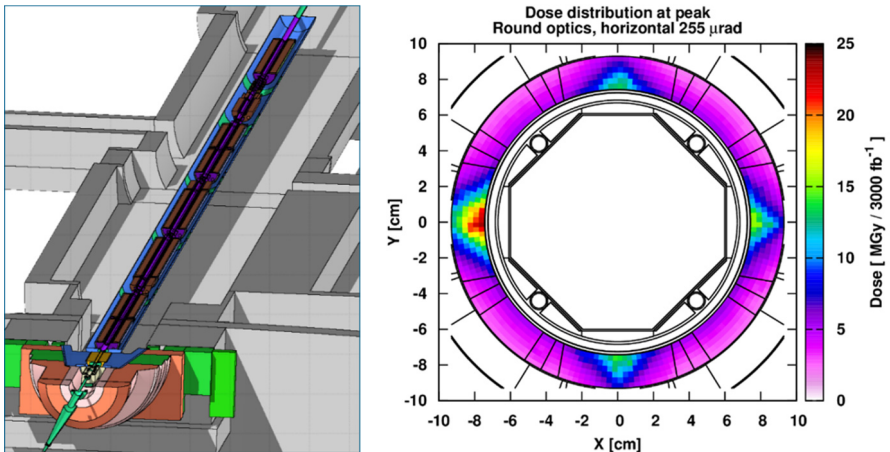 Dose distribution at peak
Round optics, horizontal 255 μrad
10
8
6
4
2
0
-2
-4
-6
-8
-10
Y [cm]
-10 -8 -6 -4 -2 0 2 4 6 8 10
X [cm]
25
20
15
10
5
0
Dose [ MGy / 3000 fb⁻¹ ]